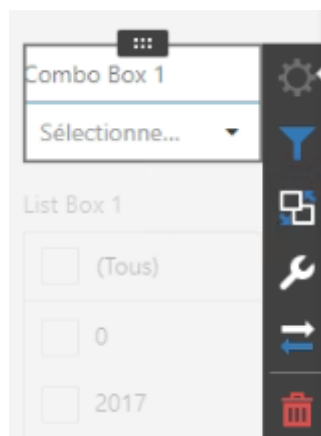 Combo Box 1
Sélectionne...
List Box 1
(Tous)
0
2017